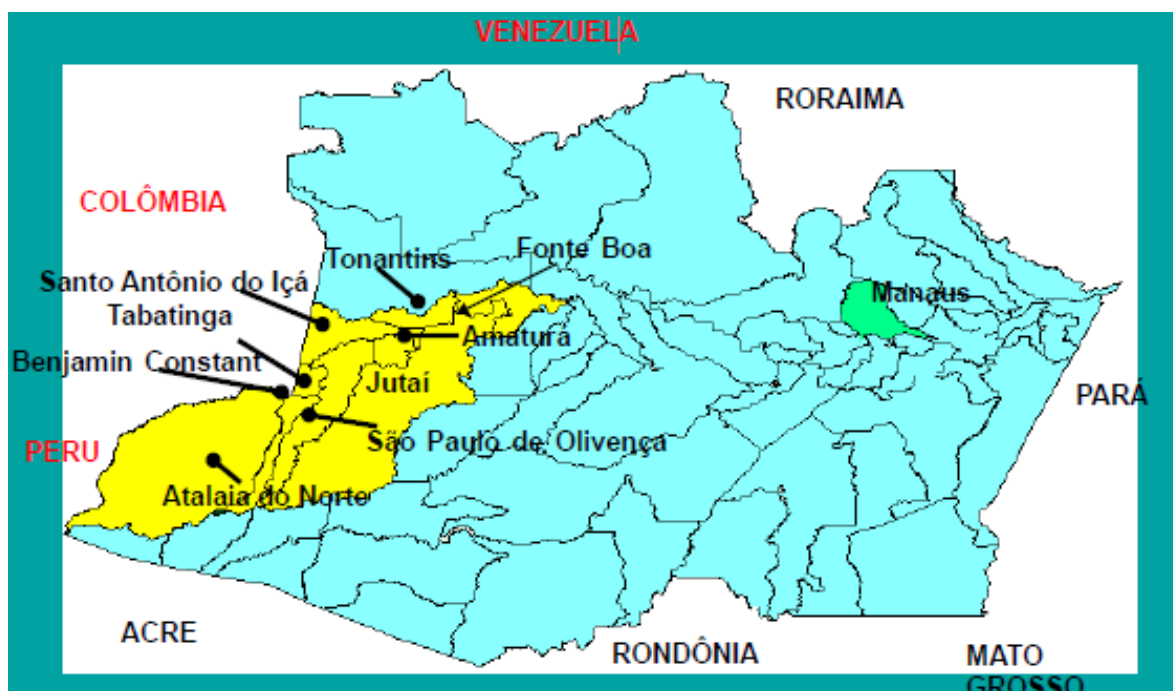 VENEZUELA
RORAIMA
COLÔMBIA
Tonantins
Fonte Boa
Santo Antônio do Içá
Manaus
Tabatinga
Amaturá
Benjamin Constant
Jutaí
PARÁ
São Paulo de Olivença
PERU
Atalaia do Norte
ACRE
RONDÔNIA
MATO
GROSSO